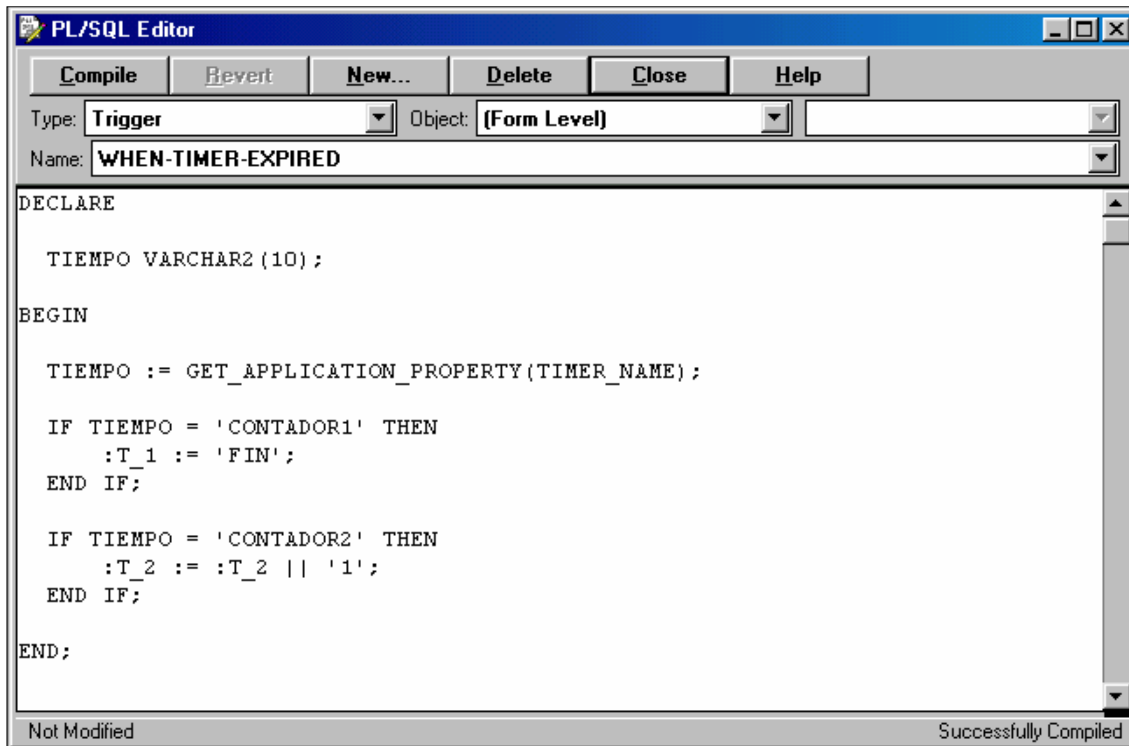 PL/SQL Editor
Compile Revert New... Delete Close Help
Type: Trigger Object: (Form Level)
Name: WHEN-TIMER-EXPIRED
DECLARE
TIEMPO VARCHAR2(10);
BEGIN
TIEMPO := GET_APPLICATION_PROPERTY(TIMER_NAME);
IF TIEMPO = 'CONTADOR1' THEN
:T_1 := 'FIN';
END IF;
IF TIEMPO = 'CONTADOR2' THEN
:T_2 := :T_2 || '1';
END IF;
END;
Not Modified Successfully Compiled